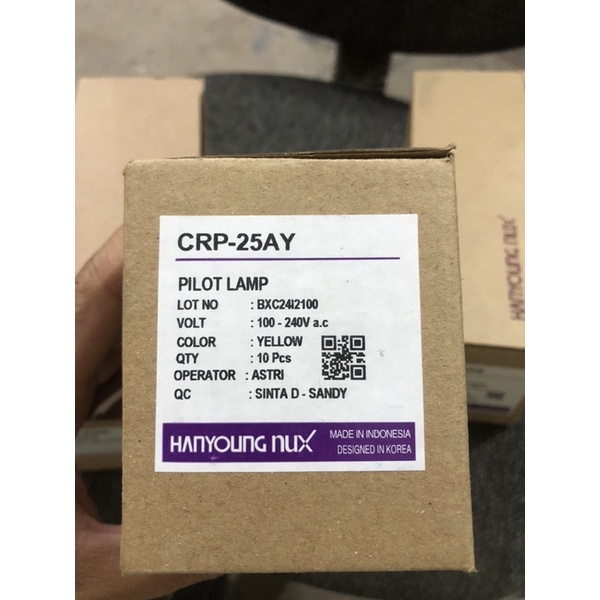 CRP-25AY
PILOT LAMP
LOT NO : BXC24I2100
VOLT : 100 - 240V a.c
COLOR : YELLOW
QTY : 10 Pcs
OPERATOR : ASTRI
QC : SINTA D - SANDY
HANYOUNG nux
MADE IN INDONESIA
DESIGNED IN KOREA
HANYOUNG nux